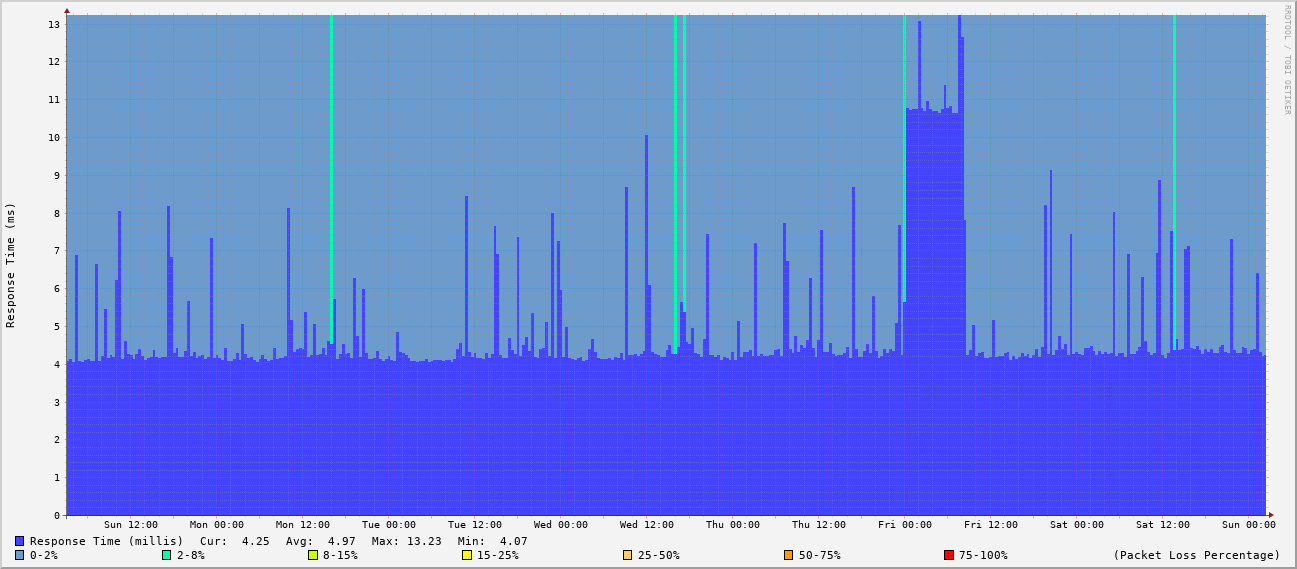 RRDTOOL / TOBI OETIKER
Response Time (ms)
13
12
11
10
9
8
7
6
5
4
3
2
1
0
Sun 12:00 Mon 00:00 Mon 12:00 Tue 00:00 Tue 12:00 Wed 00:00 Wed 12:00 Thu 00:00 Thu 12:00 Fri 00:00 Fri 12:00 Sat 00:00 Sat 12:00 Sun 00:00
Response Time (millis) Cur: 4.25 Avg: 4.97 Max: 13.23 Min: 4.07
0-2% 2-8% 8-15% 15-25% 25-50% 50-75% 75-100% (Packet Loss Percentage)